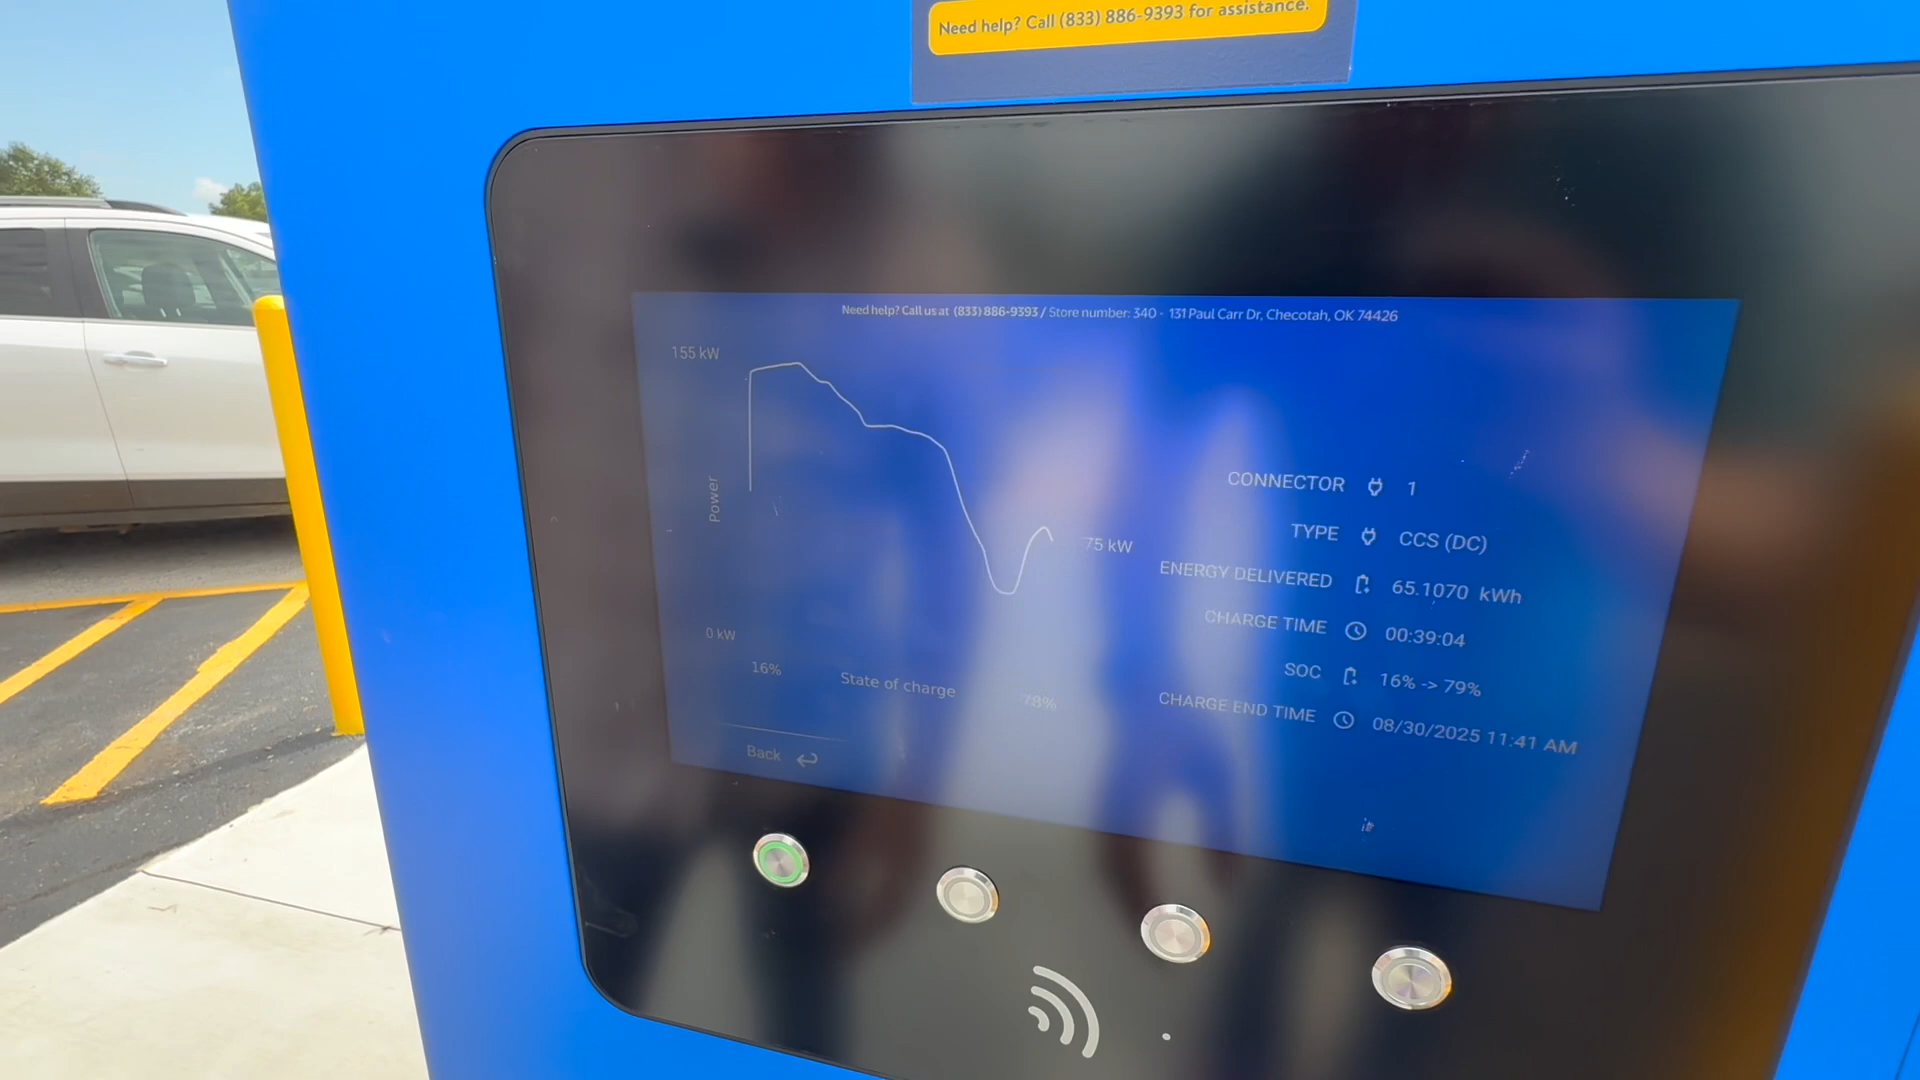 Need help? Call (833) 886-9393 for assistance.
Need help? Call us at (833) 886-9393 / Store number: 340 - 131 Paul Carr Dr, Checotah, OK 74426
155 kW
Power
75 kW
0 kW
16%
State of charge
78%
Back
CONNECTOR 1
TYPE CCS (DC)
ENERGY DELIVERED 65.1070 kWh
CHARGE TIME 00:39:04
SOC 16% -> 79%
CHARGE END TIME 08/30/2025 11:41 AM